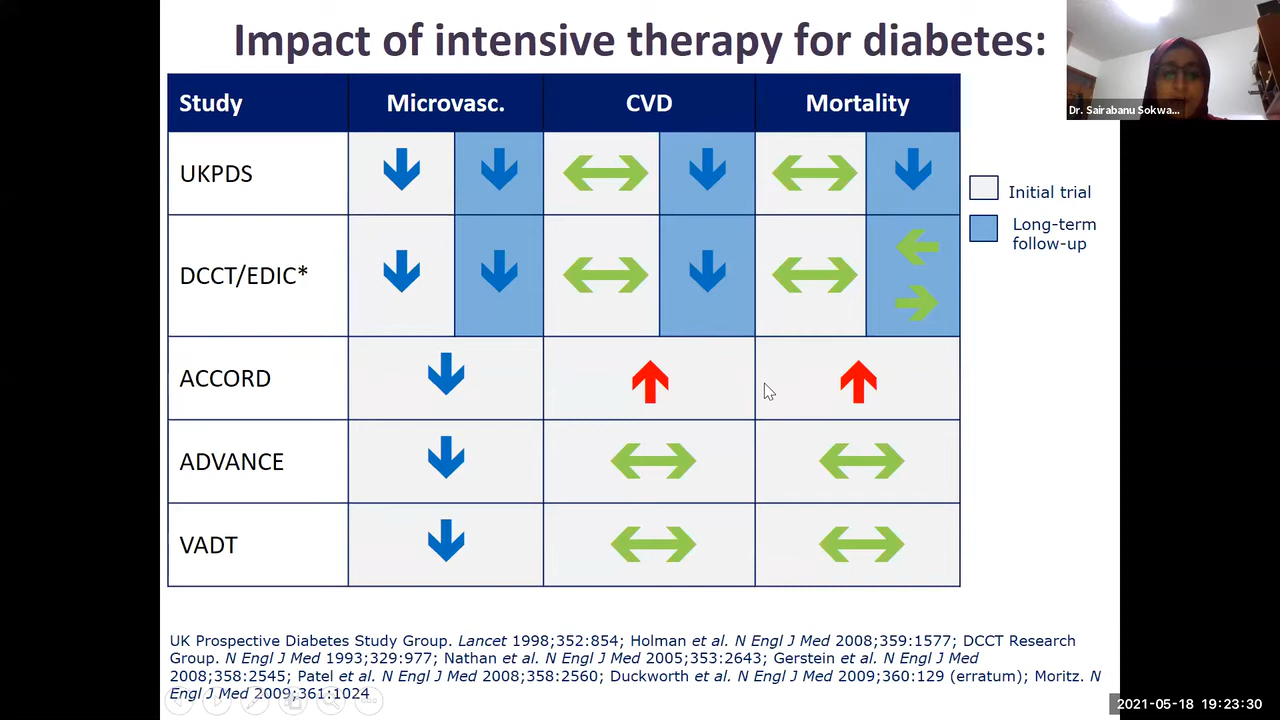 Impact of intensive therapy for diabetes:
Dr. Sairabanu Sokwa...
Study Microvasc. CVD Mortality
UKPDS
DCCT/EDIC*
ACCORD
ADVANCE
VADT
Initial trial
Long-term
follow-up
UK Prospective Diabetes Study Group. Lancet 1998;352:854; Holman et al. N Engl J Med 2008;359:1577; DCCT Research
Group. N Engl J Med 1993;329:977; Nathan et al. N Engl J Med 2005;353:2643; Gerstein et al. N Engl J Med
2008;358:2545; Patel et al. N Engl J Med 2008;358:2560; Duckworth et al. N Engl J Med 2009;360:129 (erratum); Moritz. N
Engl J Med 2009;361:1024
2021-05-18 19:23:30